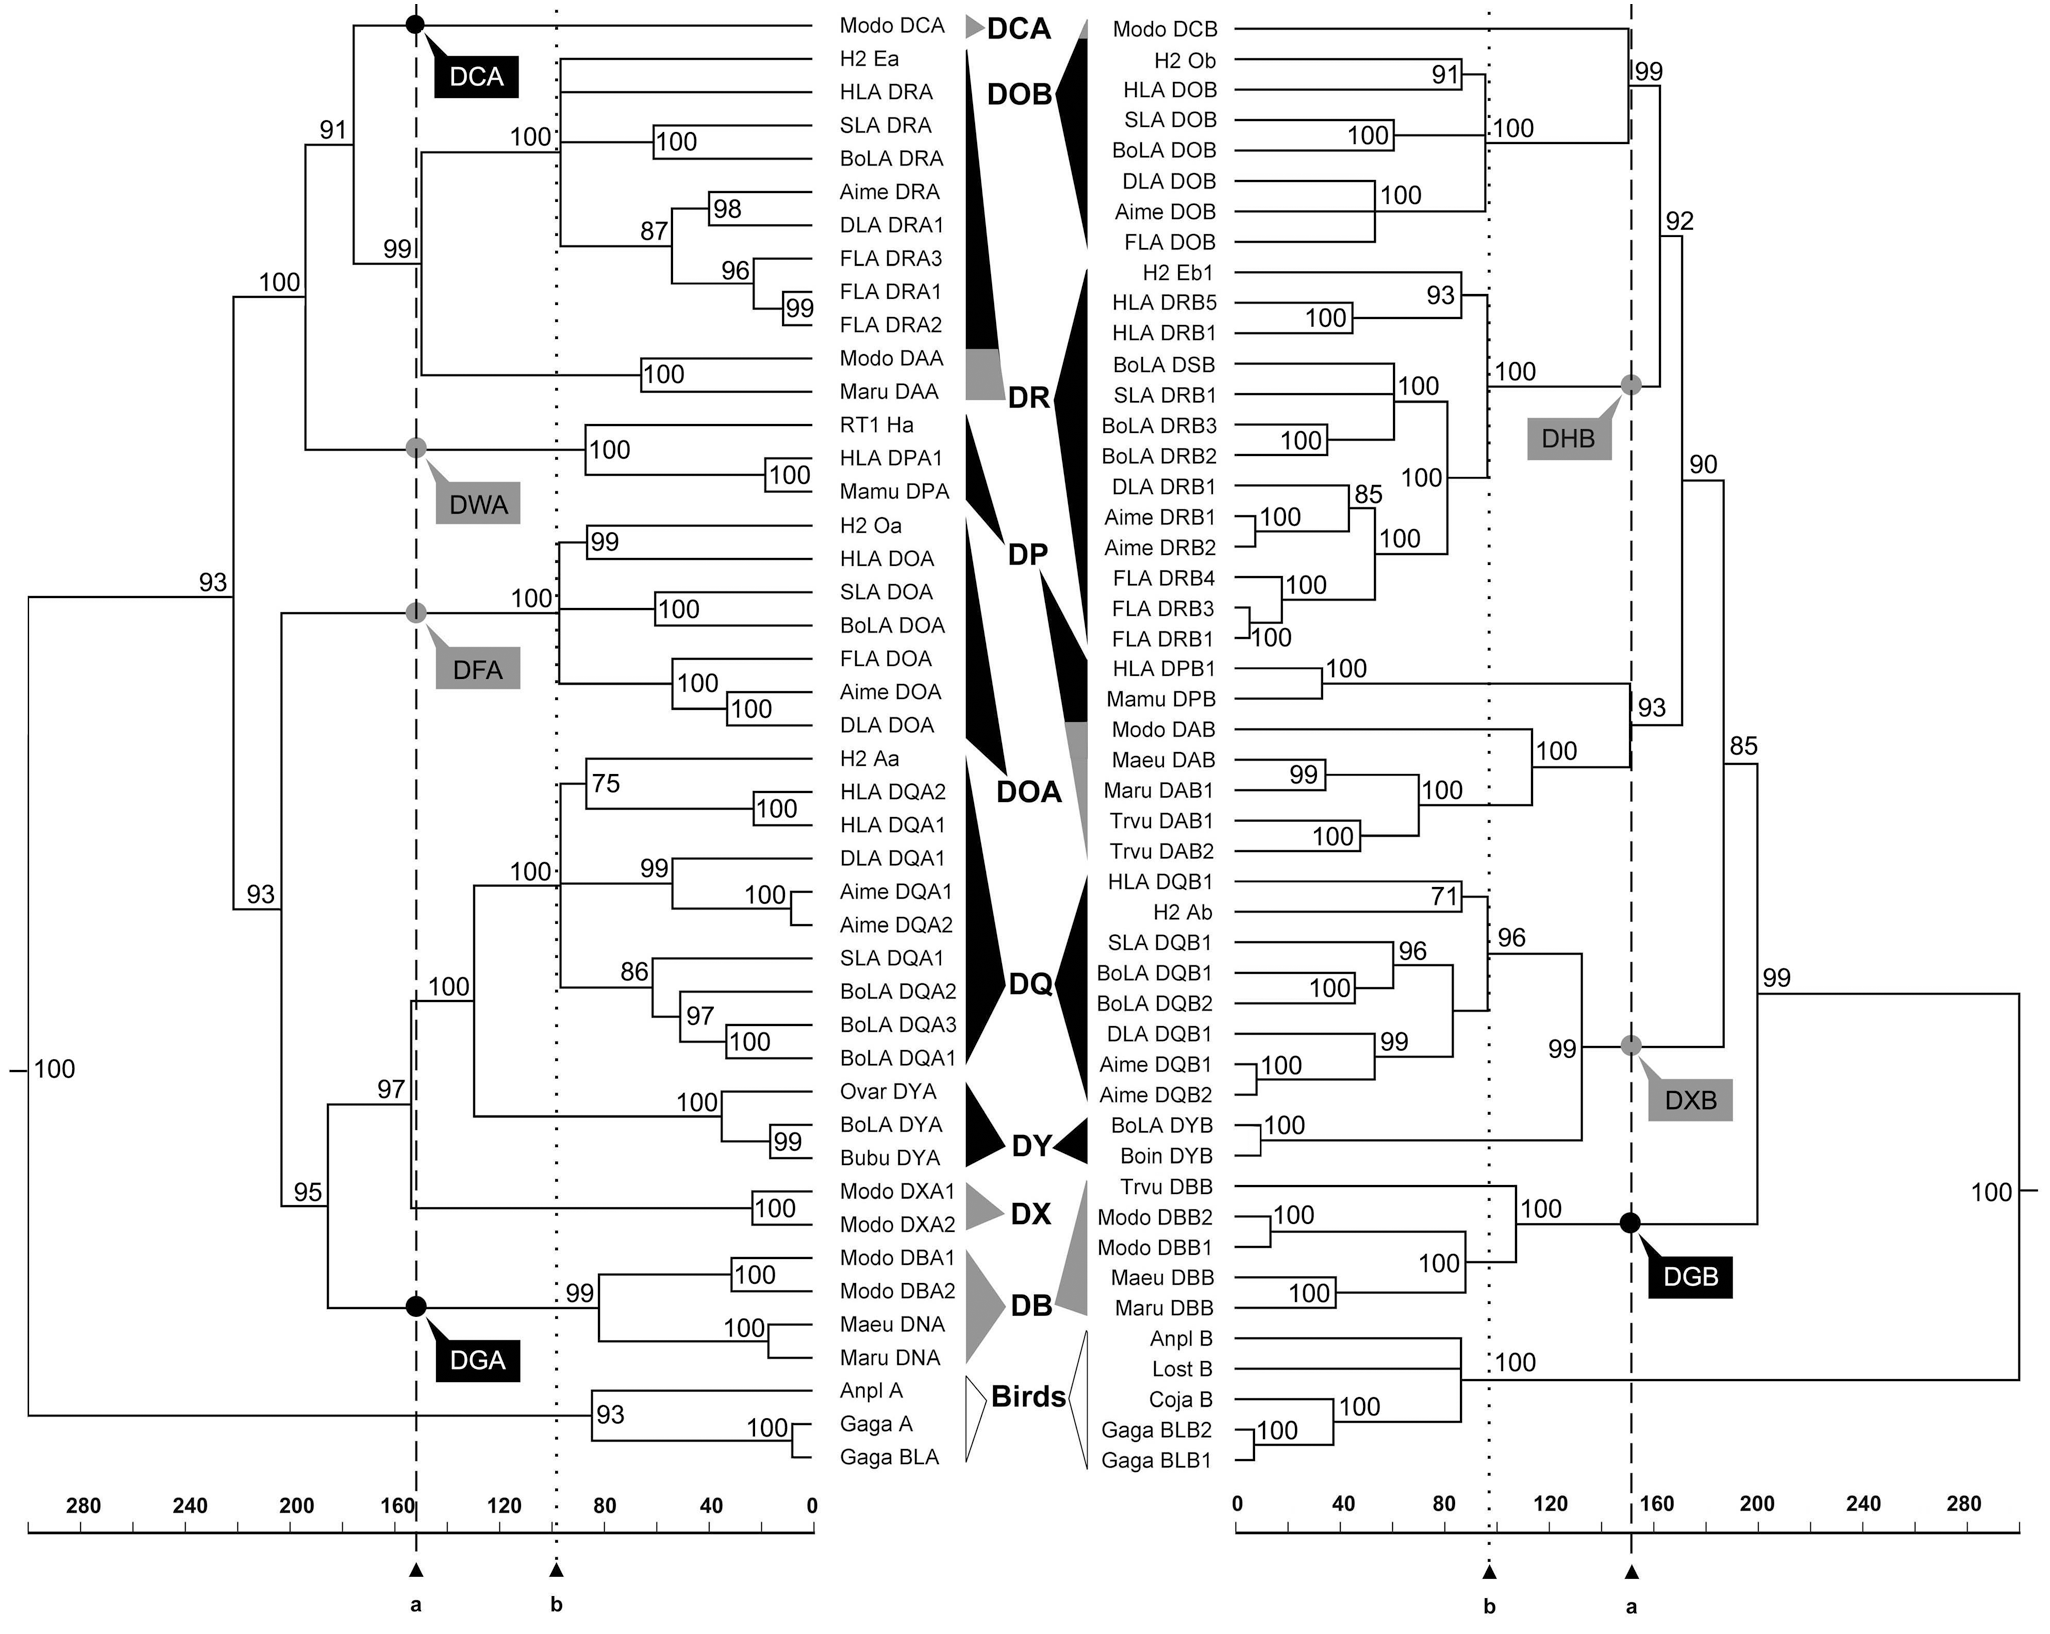 Modo DCA
H2 Ea
HLA DRA
SLA DRA
BoLA DRA
Aime DRA
DLA DRA1
FLA DRA3
FLA DRA1
FLA DRA2
Modo DAA
Maru DAA
RT1 Ha
HLA DPA1
Mamu DPA
H2 Oa
HLA DOA
SLA DOA
BoLA DOA
FLA DOA
Aime DOA
DLA DOA
H2 Aa
HLA DQA2
HLA DQA1
DLA DQA1
Aime DQA1
Aime DQA2
SLA DQA1
BoLA DQA2
BoLA DQA3
BoLA DQA1
Ovar DYA
BoLA DYA
Bubu DYA
Modo DXA1
Modo DXA2
Modo DBA1
Modo DBA2
Maeu DNA
Maru DNA
Anpl A
Gaga A
Gaga BLA
DCA
91
100
100
98
87
96
99
99
100
100
100
100
DWA
93
99
100
100
DFA
100
100
75
100
100
99
100
93
86
100
97
100
97
100
99
100
95
100
99
100
DGA
100
93
100
280 240 200 160 120 80 40 0
a b
DCA
DOB
DR
DP
DOA
DQ
DY
DX
DB
Birds
Modo DCB
H2 Ob
HLA DOB
SLA DOB
BoLA DOB
DLA DOB
Aime DOB
FLA DOB
H2 Eb1
HLA DRB5
HLA DRB1
BoLA DSB
SLA DRB1
BoLA DRB3
BoLA DRB2
DLA DRB1
Aime DRB1
Aime DRB2
FLA DRB4
FLA DRB3
FLA DRB1
HLA DPB1
Mamu DPB
Modo DAB
Maeu DAB
Maru DAB1
Trvu DAB1
Trvu DAB2
HLA DQB1
H2 Ab
SLA DQB1
BoLA DQB1
BoLA DQB2
DLA DQB1
Aime DQB1
Aime DQB2
BoLA DYB
Boin DYB
Trvu DBB
Modo DBB2
Modo DBB1
Maeu DBB
Maru DBB
Anpl B
Lost B
Coja B
Gaga BLB2
Gaga BLB1
99
91
100
100
100
92
93
100
100
100
DHB
100
90
100
85
100
100
100
100
100
93
85
100
99
100
100
71
96
96
99
100
99
99
100
DXB
100
100
100
100
100
100
DGB
100
100
100
0 40 80 120 160 200 240 280
b a